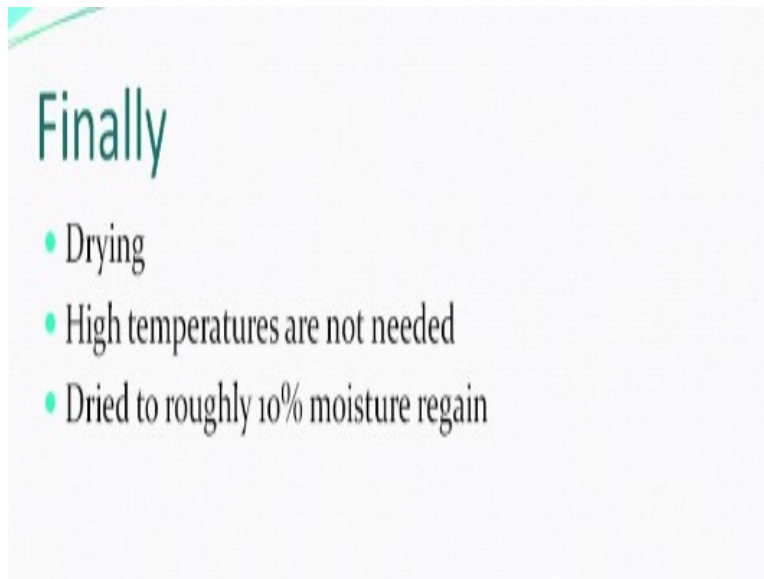 Finally
Drying
High temperatures are not needed
Dried to roughly 10% moisture regain